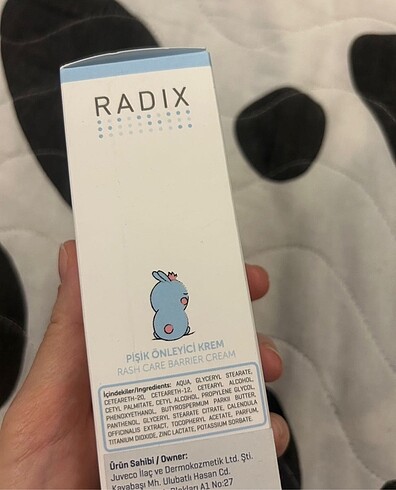 RADIX
PİŞİK ÖNLEYİCİ KREM
RASH CARE BARRIER CREAM
İçindekiler/Ingredients: AQUA, GLYCERYL STEARATE,
CETEARETH-20, CETEARETH-12, CETEARYL ALCOHOL,
CETYL PALMITATE, CETYL ALCOHOL, PROPYLENE GLYCOL,
PHENOXYETHANOL, BUTYROSPERMUM PARKII BUTTER,
PANTHENOL, GLYCERYL STEARATE CITRATE, CALENDULA
OFFICINALIS EXTRACT, TOCOPHERYL ACETATE, PARFUM,
TITANIUM DIOXIDE, ZINC LACTATE, POTASSIUM SORBATE.
Ürün Sahibi / Owner:
Juveco İlaç ve Dermokozmetik Ltd. Şti.
Kavabaşı Mh. Ulubatlı Hasan Cd.
Blokları A1 No:27